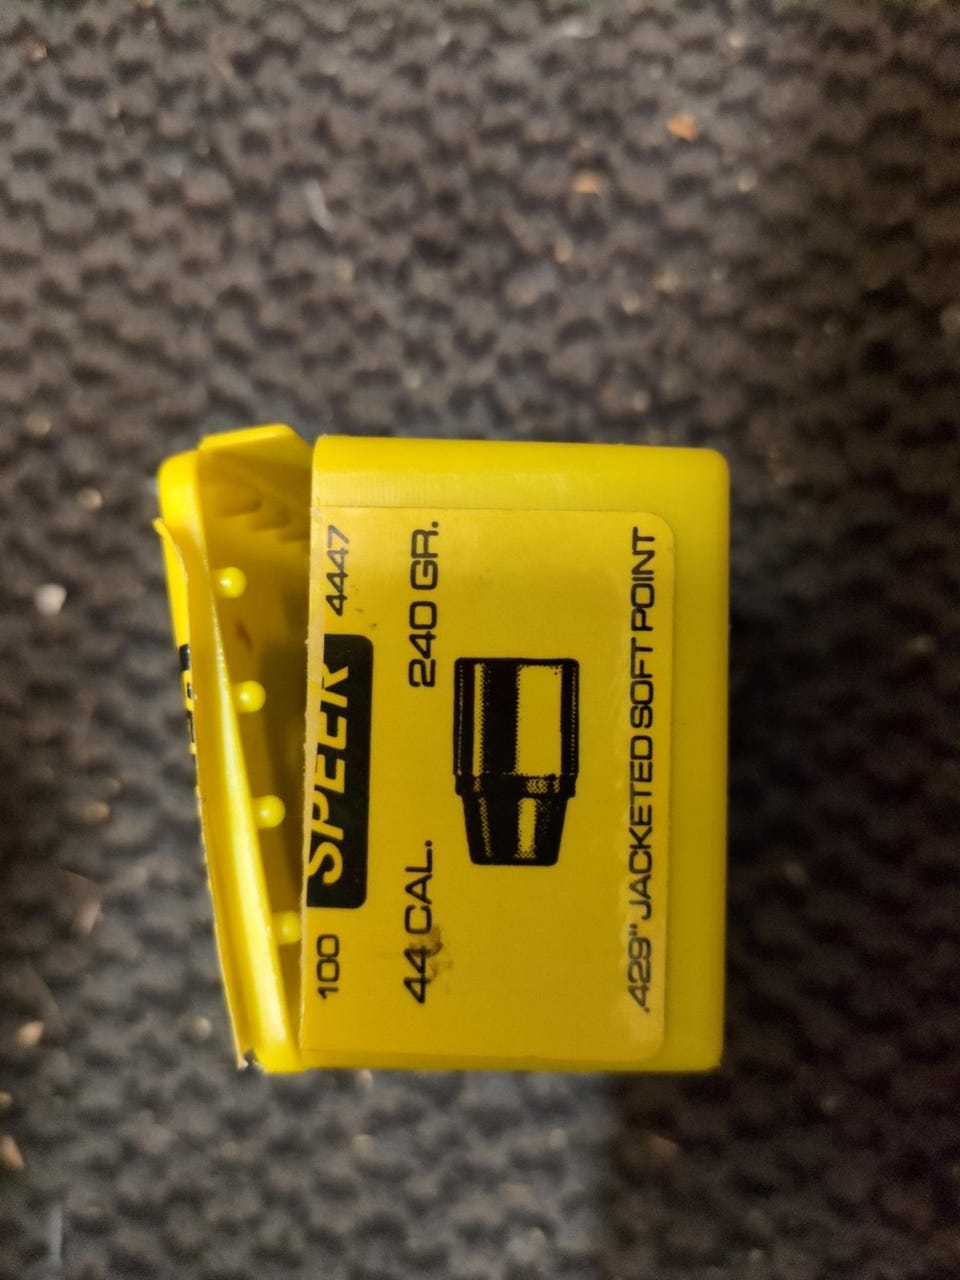 100 SPEER 4447
44 CAL. 240 GR.
.429" JACKETED SOFT POINT